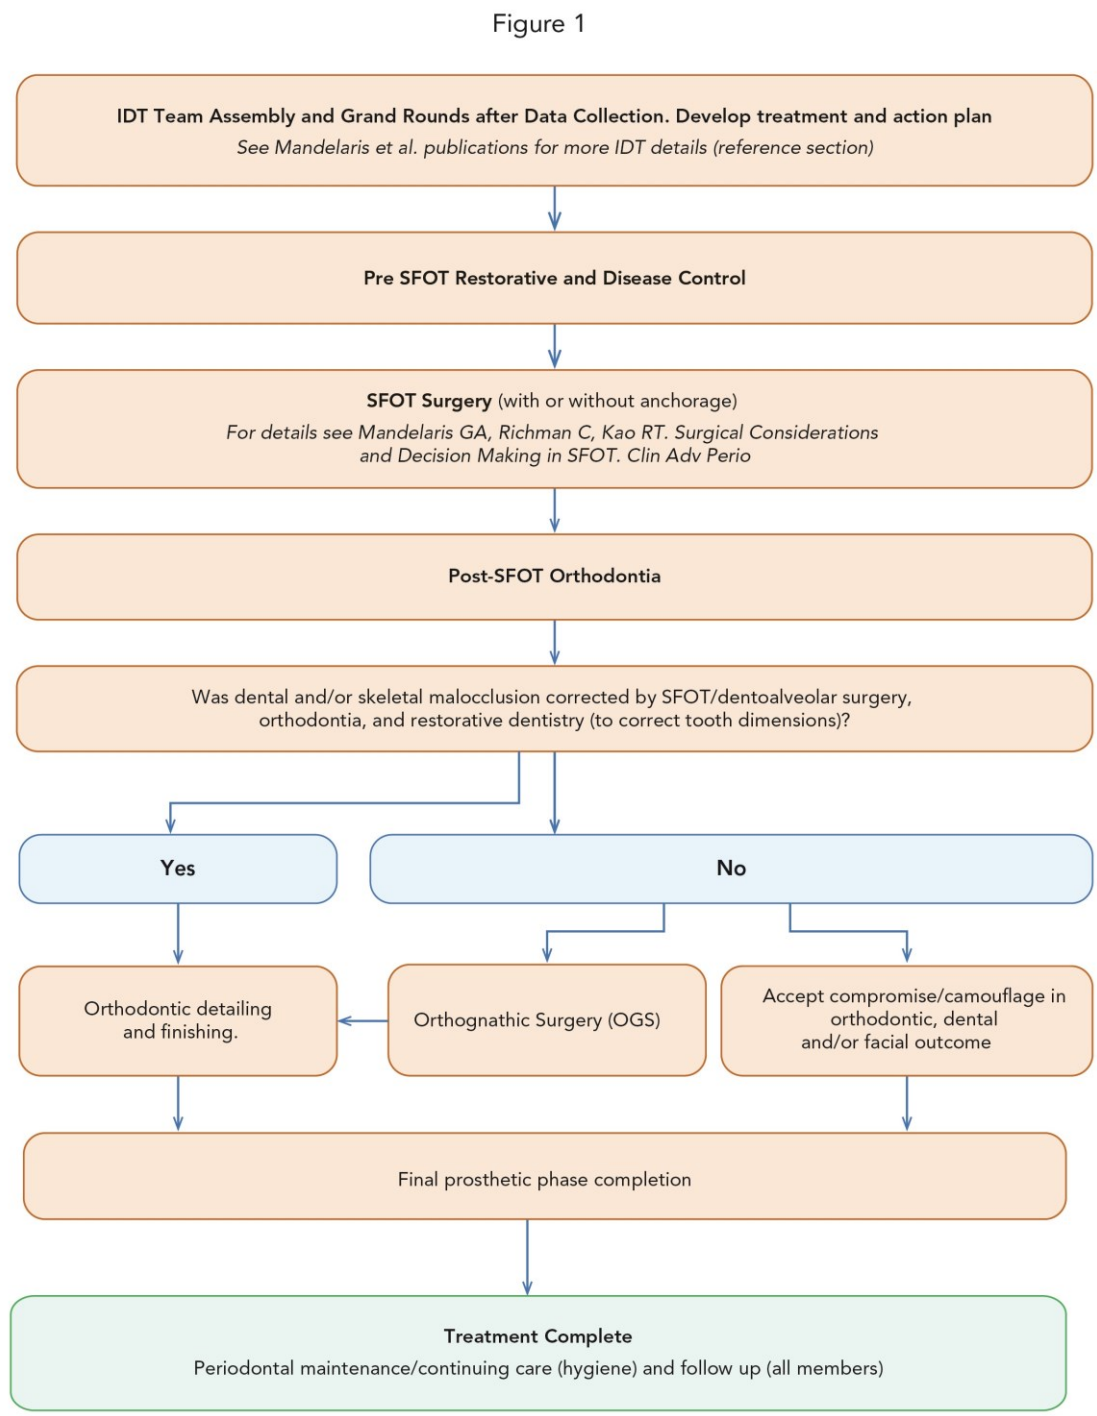 Figure 1
IDT Team Assembly and Grand Rounds after Data Collection. Develop treatment and action plan
See Mandelaris et al. publications for more IDT details (reference section)
Pre SFOT Restorative and Disease Control
SFOT Surgery (with or without anchorage)
For details see Mandelaris GA, Richman C, Kao RT. Surgical Considerations
and Decision Making in SFOT. Clin Adv Perio
Post-SFOT Orthodontia
Was dental and/or skeletal malocclusion corrected by SFOT/dentoalveolar surgery,
orthodontia, and restorative dentistry (to correct tooth dimensions)?
Yes
No
Orthodontic detailing
and finishing.
Orthognathic Surgery (OGS)
Accept compromise/camouflage in
orthodontic, dental
and/or facial outcome
Final prosthetic phase completion
Treatment Complete
Periodontal maintenance/continuing care (hygiene) and follow up (all members)